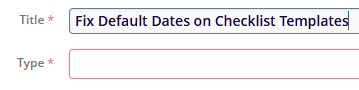 Title * Fix Default Dates on Checklist Templates
Type *